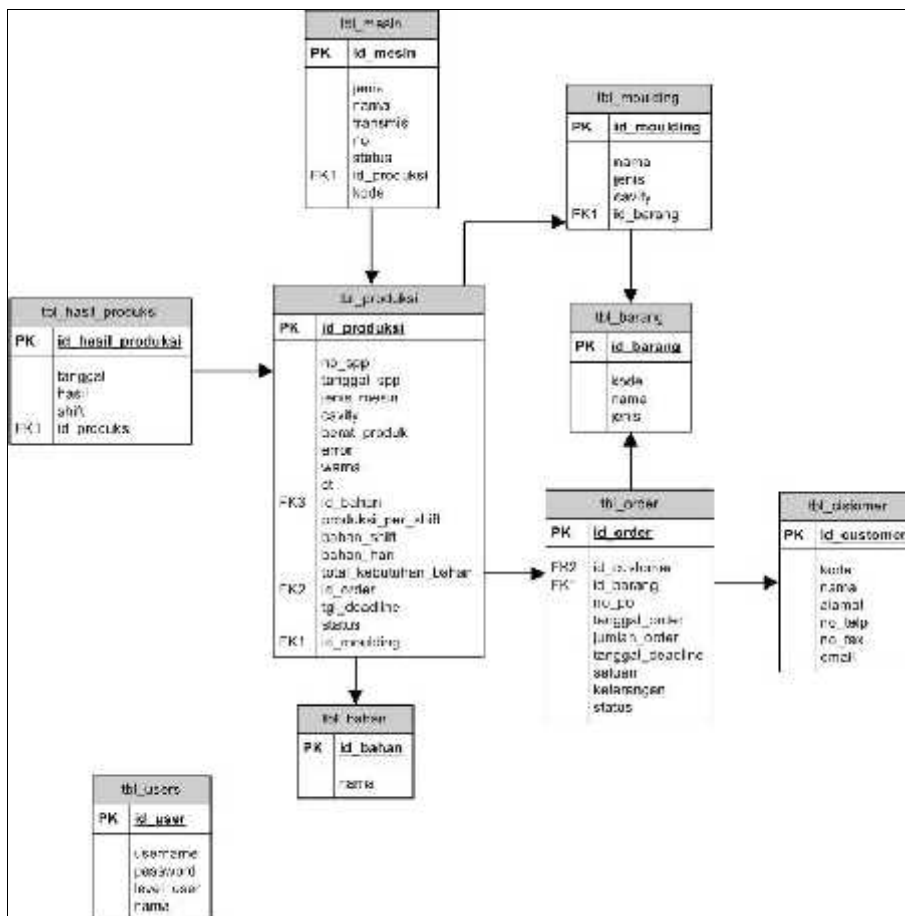 tbl_mesin
PK id_mesin
jenis
nama
transmis
no
status
FK1 id_produksi
kode
tbl_moulding
PK id_moulding
nama
jenis
cavity
FK1 id_barang
tbl_hasil_produks
PK id_hasil_produksi
tanggal
hasil
shift
FK1 id_produks
tbl_produksi
PK id_produksi
no_spp
tanggal_spp
jenis_mesin
cavity
berat_produk
error
warna
ct
FK3 id_bahan
produksi_per_shift
bahan_shift
bahan_hari
total_kebutuhan_bahan
FK2 id_order
tgl_deadline
status
FK1 id_moulding
tbl_barang
PK id_barang
kode
nama
jenis
tbl_order
PK id_order
FK2 id_customer
FK1 id_barang
no_po
tanggal_order
jumlah_order
tanggal_deadline
satuan
keterangan
status
tbl_cistomer
PK id_customer
kode
nama
alamat
no_telp
no_fax
email
tbl_bahan
PK id_bahan
nama
tbl_users
PK id_user
username
password
level_user
nama